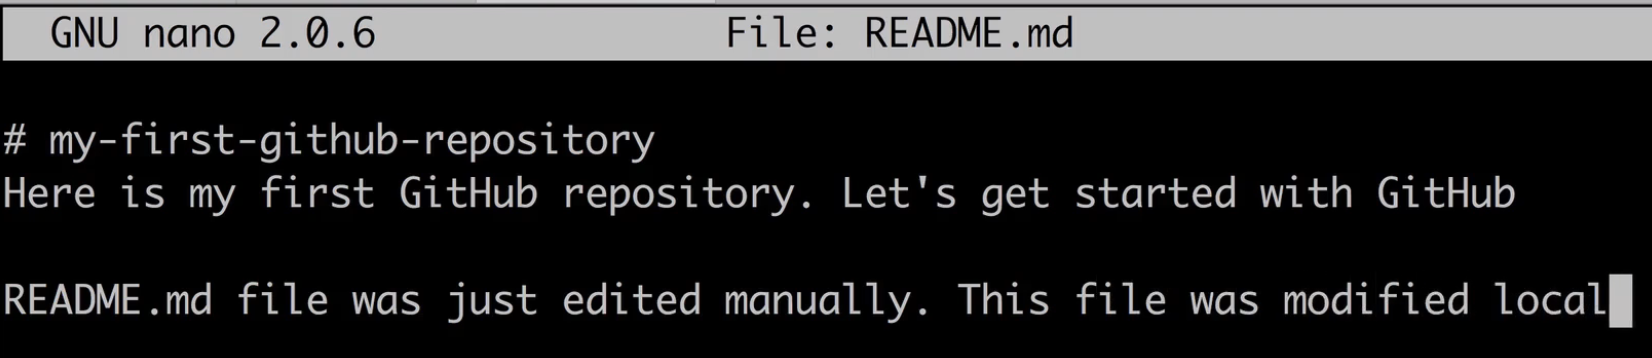 GNU nano 2.0.6 File: README.md
# my-first-github-repository
Here is my first GitHub repository. Let's get started with GitHub
README.md file was just edited manually. This file was modified local